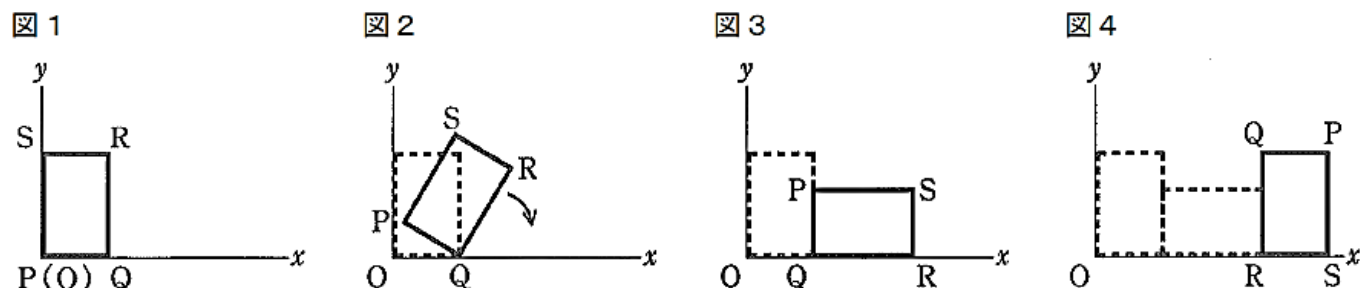 図1
y
S R
P(O) Q x
図2
y
S
R
P
O Q x
図3
y
P S
O Q R x
図4
y
Q P
O R S x